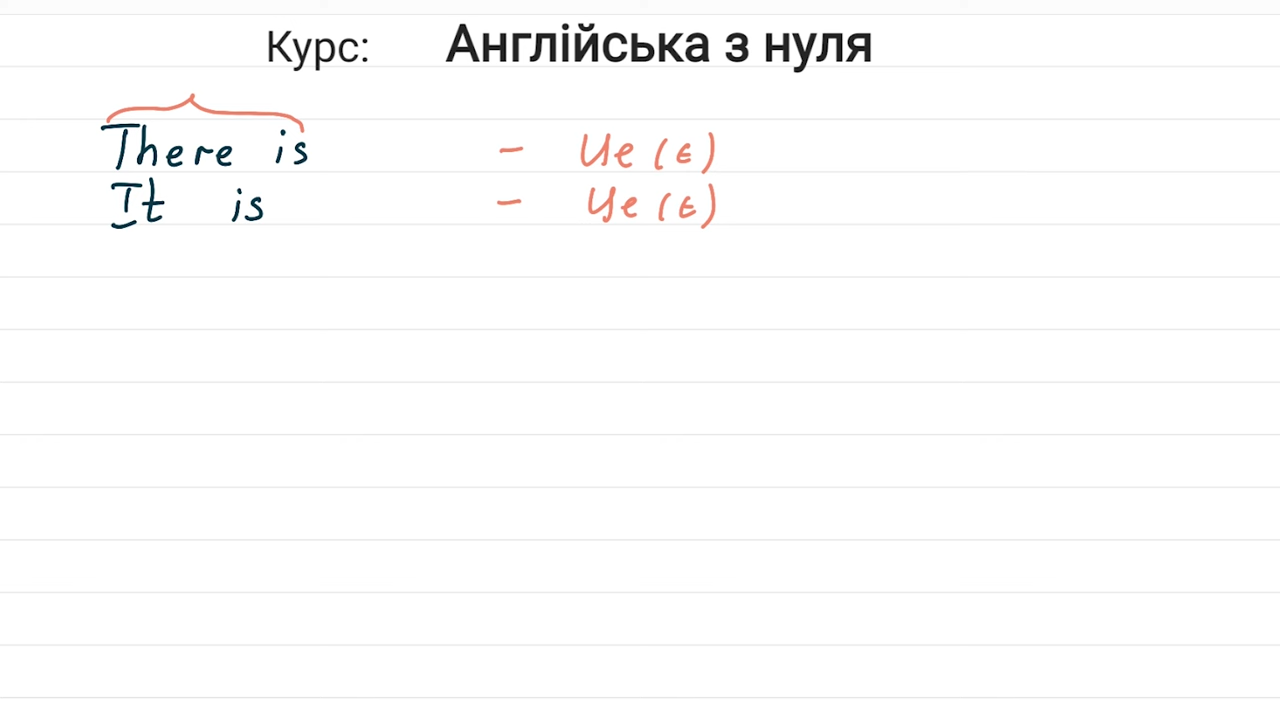 Курс: Англійська з нуля
There is - Це (є)
It is - Це (є)